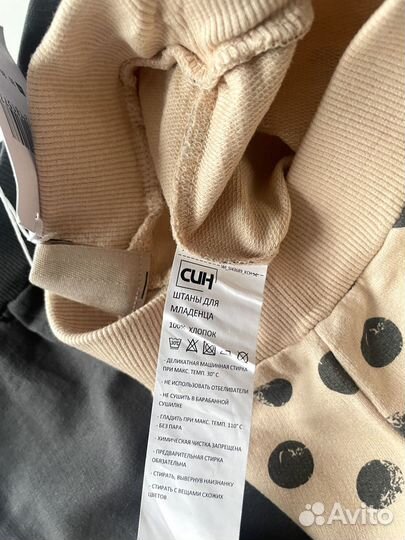 СИН
ШТАНЫ ДЛЯ
МЛАДЕНЦА
100% ХЛОПОК
- ДЕЛИКАТНАЯ МАШИННАЯ СТИРКА
ПРИ МАКС. ТЕМП. 30° С
- НЕ ИСПОЛЬЗОВАТЬ ОТБЕЛИВАТЕЛИ
- НЕ СУШИТЬ В БАРАБАННОЙ
СУШИЛКЕ
- ГЛАДИТЬ ПРИ МАКС. ТЕМП. 110° С
- БЕЗ ПАРА
- ХИМИЧЕСКАЯ ЧИСТКА ЗАПРЕЩЕНА
- ПРЕДВАРИТЕЛЬНАЯ СТИРКА
ОБЯЗАТЕЛЬНА
- СТИРАТЬ, ВЫВЕРНУВ НАИЗНАНКУ
- СТИРАТЬ С ВЕЩАМИ СХОЖИХ
ЦВЕТОВ
Avito